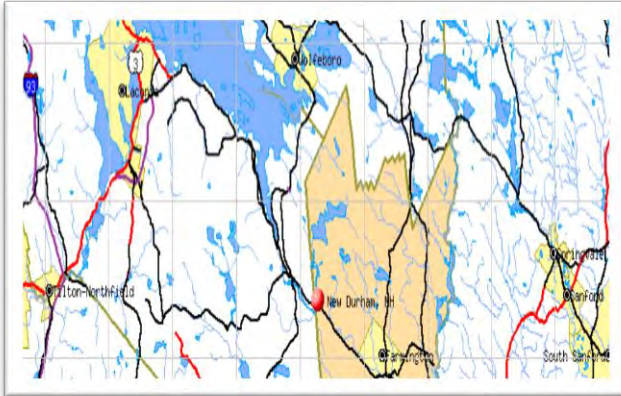 Wolfeboro
3
93
Laconia
Springvale
Tilton-Northfield
New Durham, NH
Sanford
Farmington
South Sanford